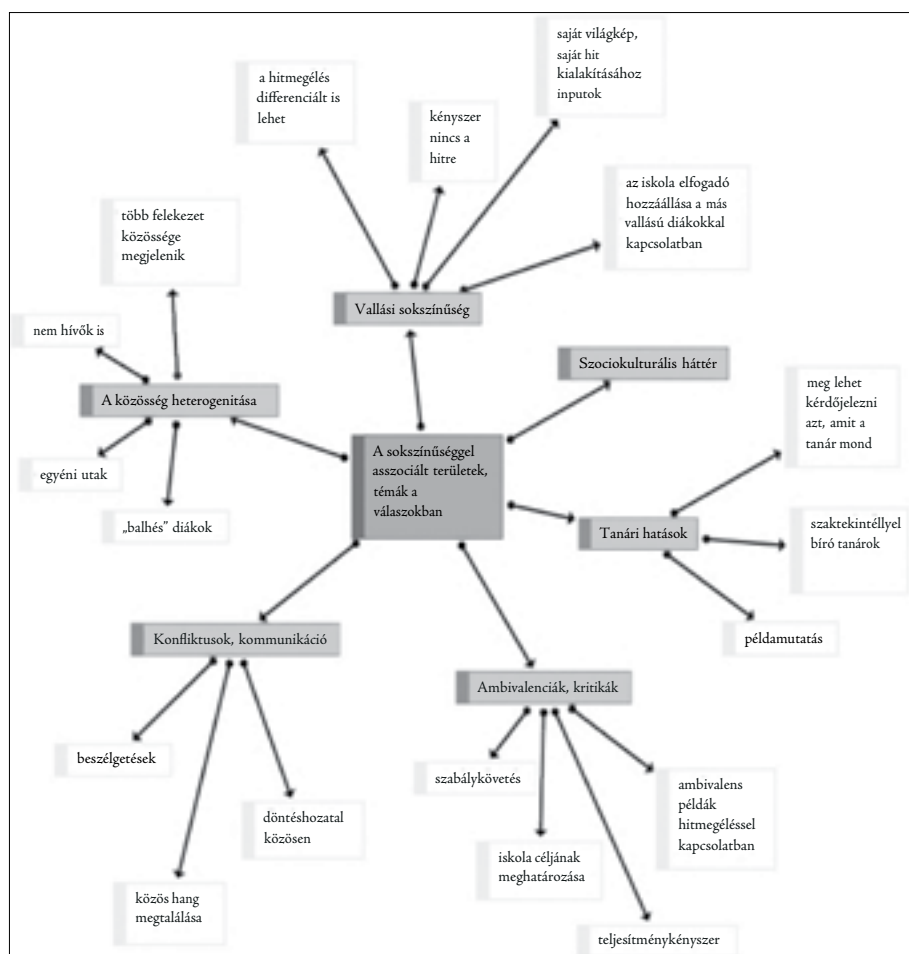 saját világkép,
saját hit
kialakításához
inputok
a hitmegélés
differenciált is
lehet
kényszer
nincs a
hitre
az iskola elfogadó
hozzáállása a más
vallású diákokkal
kapcsolatban
több felekezet
közössége
megjelenik
Vallási sokszínűség
nem hívők is
Szociokulturális háttér
A közösség heterogenitása
meg lehet
kérdőjelezni
azt, amit a
tanár mond
A sokszínűséggel
asszociált területek,
témák a
válaszokban
egyéni utak
„balhés” diákok
Tanári hatások
szaktekintéllyel
bíró tanárok
Konfliktusok, kommunikáció
példamutatás
Ambivalenciák, kritikák
beszélgetések
szabálykövetés
ambivalens
példák
hitmegéléssel
kapcsolatban
döntéshozatal
közösen
iskola céljának
meghatározása
közös hang
megtalálása
teljesítménykényszer